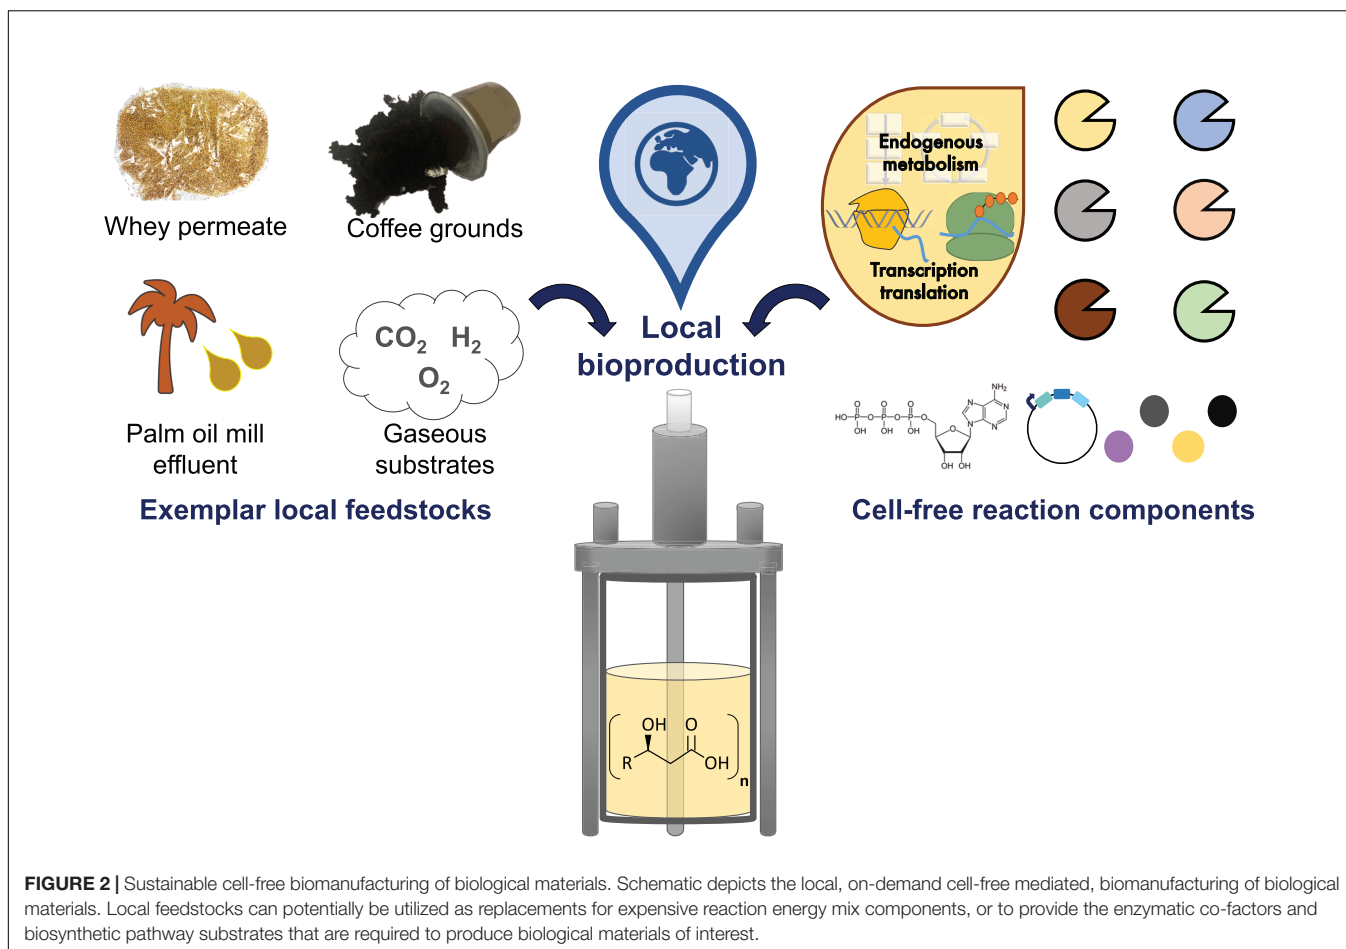 Whey permeate
Coffee grounds
Palm oil mill
effluent
CO2 H2
O2
Gaseous
substrates
Exemplar local feedstocks
Local
bioproduction
Endogenous
metabolism
Transcription
translation
NH2
N
N
N
N
O O O
HO P O P O P O
OH OH OH
O
OH OH
Cell-free reaction components
OH O
R OH
n
FIGURE 2 | Sustainable cell-free biomanufacturing of biological materials. Schematic depicts the local, on-demand cell-free mediated, biomanufacturing of biological
materials. Local feedstocks can potentially be utilized as replacements for expensive reaction energy mix components, or to provide the enzymatic co-factors and
biosynthetic pathway substrates that are required to produce biological materials of interest.